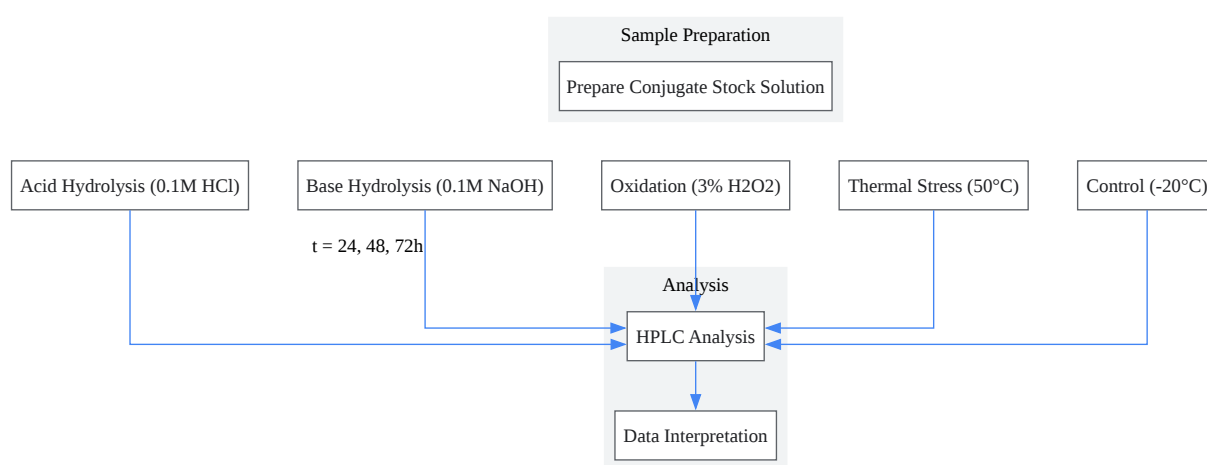 Sample Preparation
Prepare Conjugate Stock Solution
Acid Hydrolysis (0.1M HCl)
Base Hydrolysis (0.1M NaOH)
Oxidation (3% H2O2)
Thermal Stress (50°C)
Control (-20°C)
t = 24, 48, 72h
Analysis
HPLC Analysis
Data Interpretation